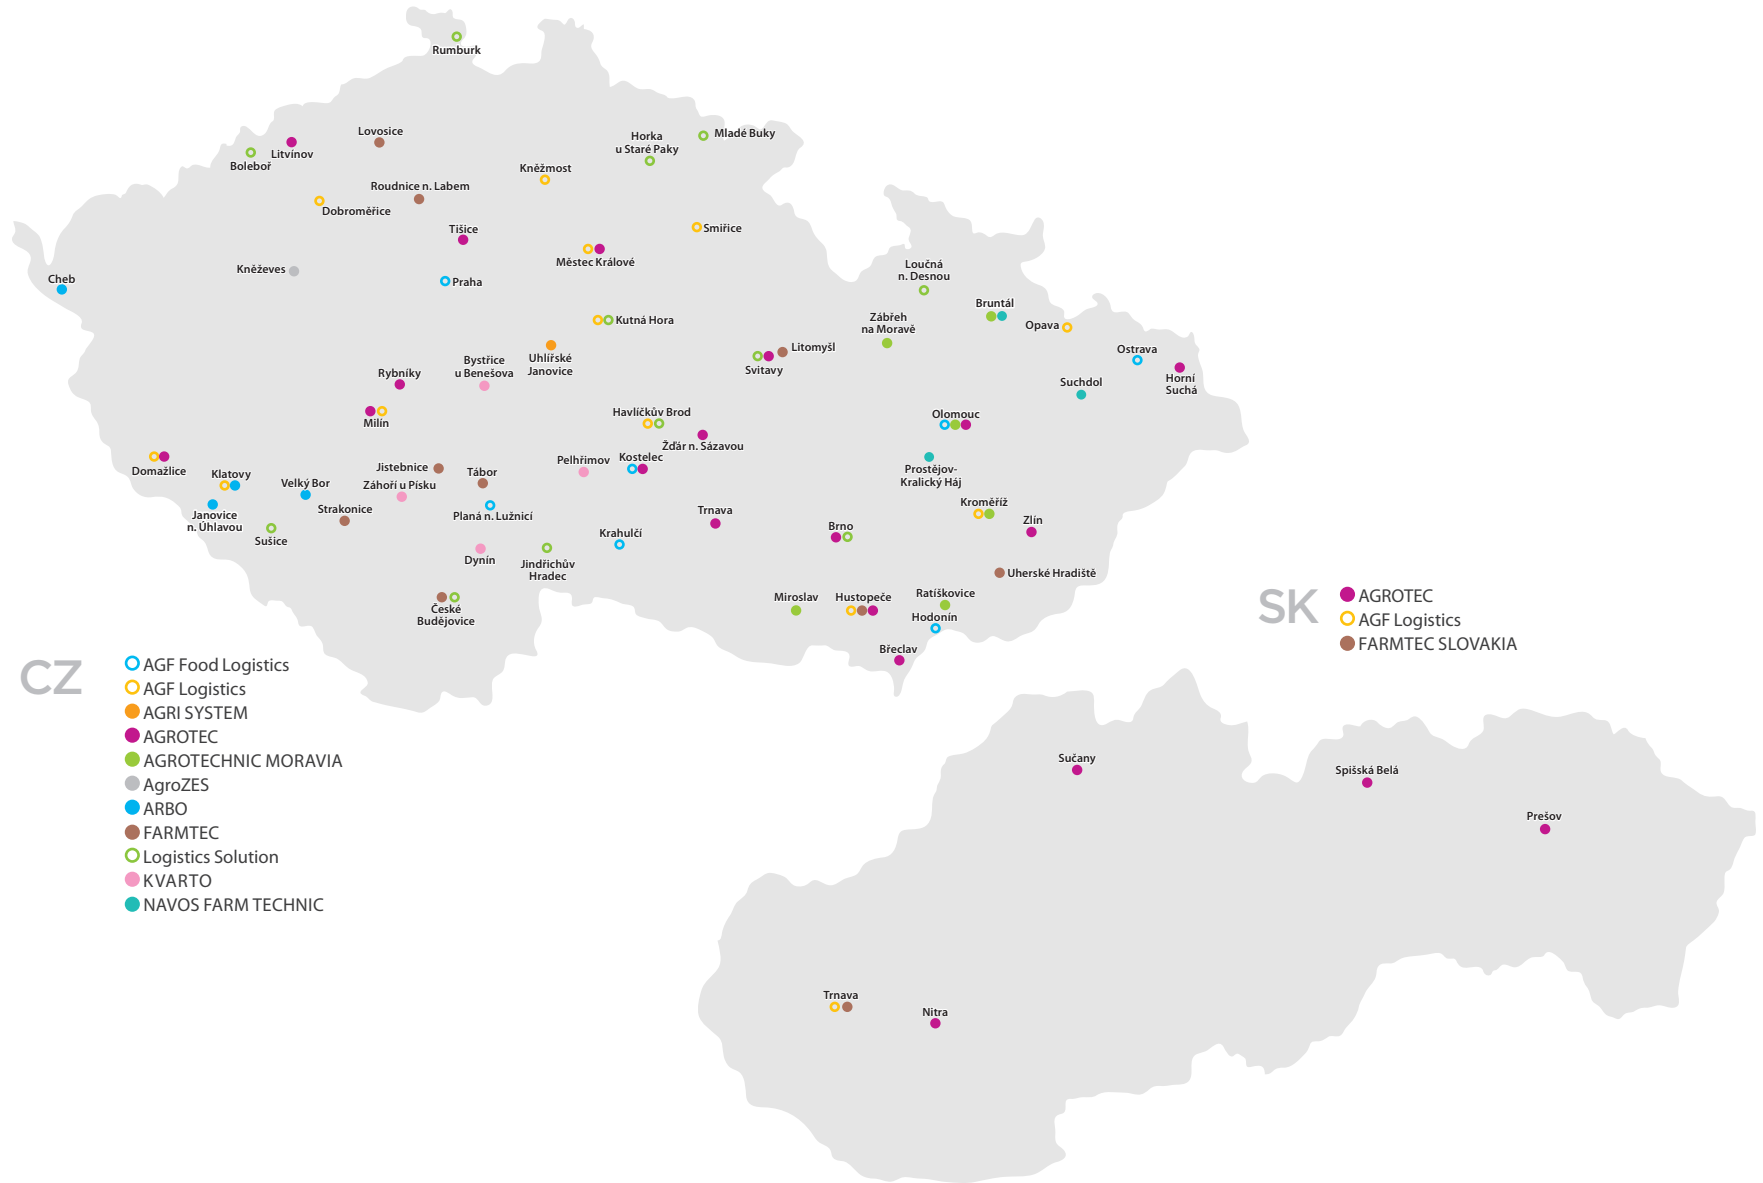 Rumburk
Lovosice
Litvínov
Boleboř
Horka
u Staré Paky
Mladé Buky
Kněžmost
Roudnice n. Labem
Dobroměřice
Smiřice
Tišice
Městec Králové
Kněževes
Cheb
Praha
Loučná
n. Desnou
Bruntál
Kutná Hora
Zábřeh
na Moravě
Opava
Ostrava
Litomyšl
Svitavy
Uhlířské
Janovice
Bystřice
u Benešova
Rybníky
Horní
Suchá
Suchdol
Milín
Havlíčkův Brod
Olomouc
Žďár n. Sázavou
Domažlice
Klatovy
Velký Bor
Jistebnice
Záhoří u Písku
Tábor
Pelhřimov
Kostelec
Prostějov-
Kralický Háj
Janovice
n. Úhlavou
Strakonice
Planá n. Lužnicí
Trnava
Kroměříž
Zlín
Sušice
Krahulčí
Brno
Dynín
Jindřichův
Hradec
Uherské Hradiště
České
Budějovice
Miroslav
Hustopeče
Ratíškovice
Hodonín
Břeclav
SK
AGROTEC
AGF Logistics
FARMTEC SLOVAKIA
CZ
AGF Food Logistics
AGF Logistics
AGRI SYSTEM
AGROTEC
AGROTECHNIC MORAVIA
AgroZES
ARBO
FARMTEC
Logistics Solution
KVARTO
NAVOS FARM TECHNIC
Sučany
Spišská Belá
Prešov
Trnava
Nitra